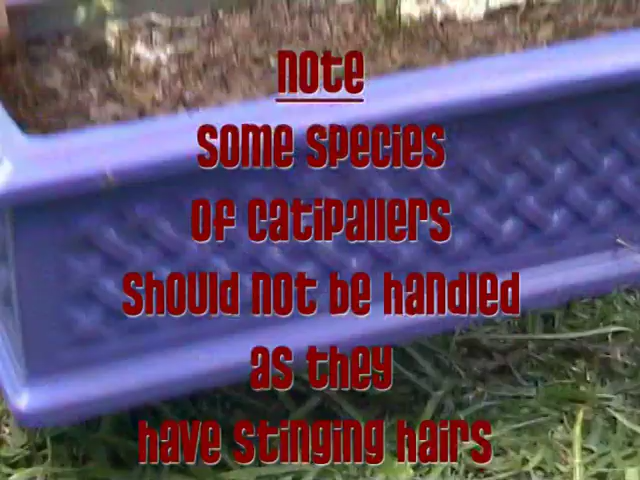 Note
Some species
of catipallers
should not be handled
as they
have stinging hairs